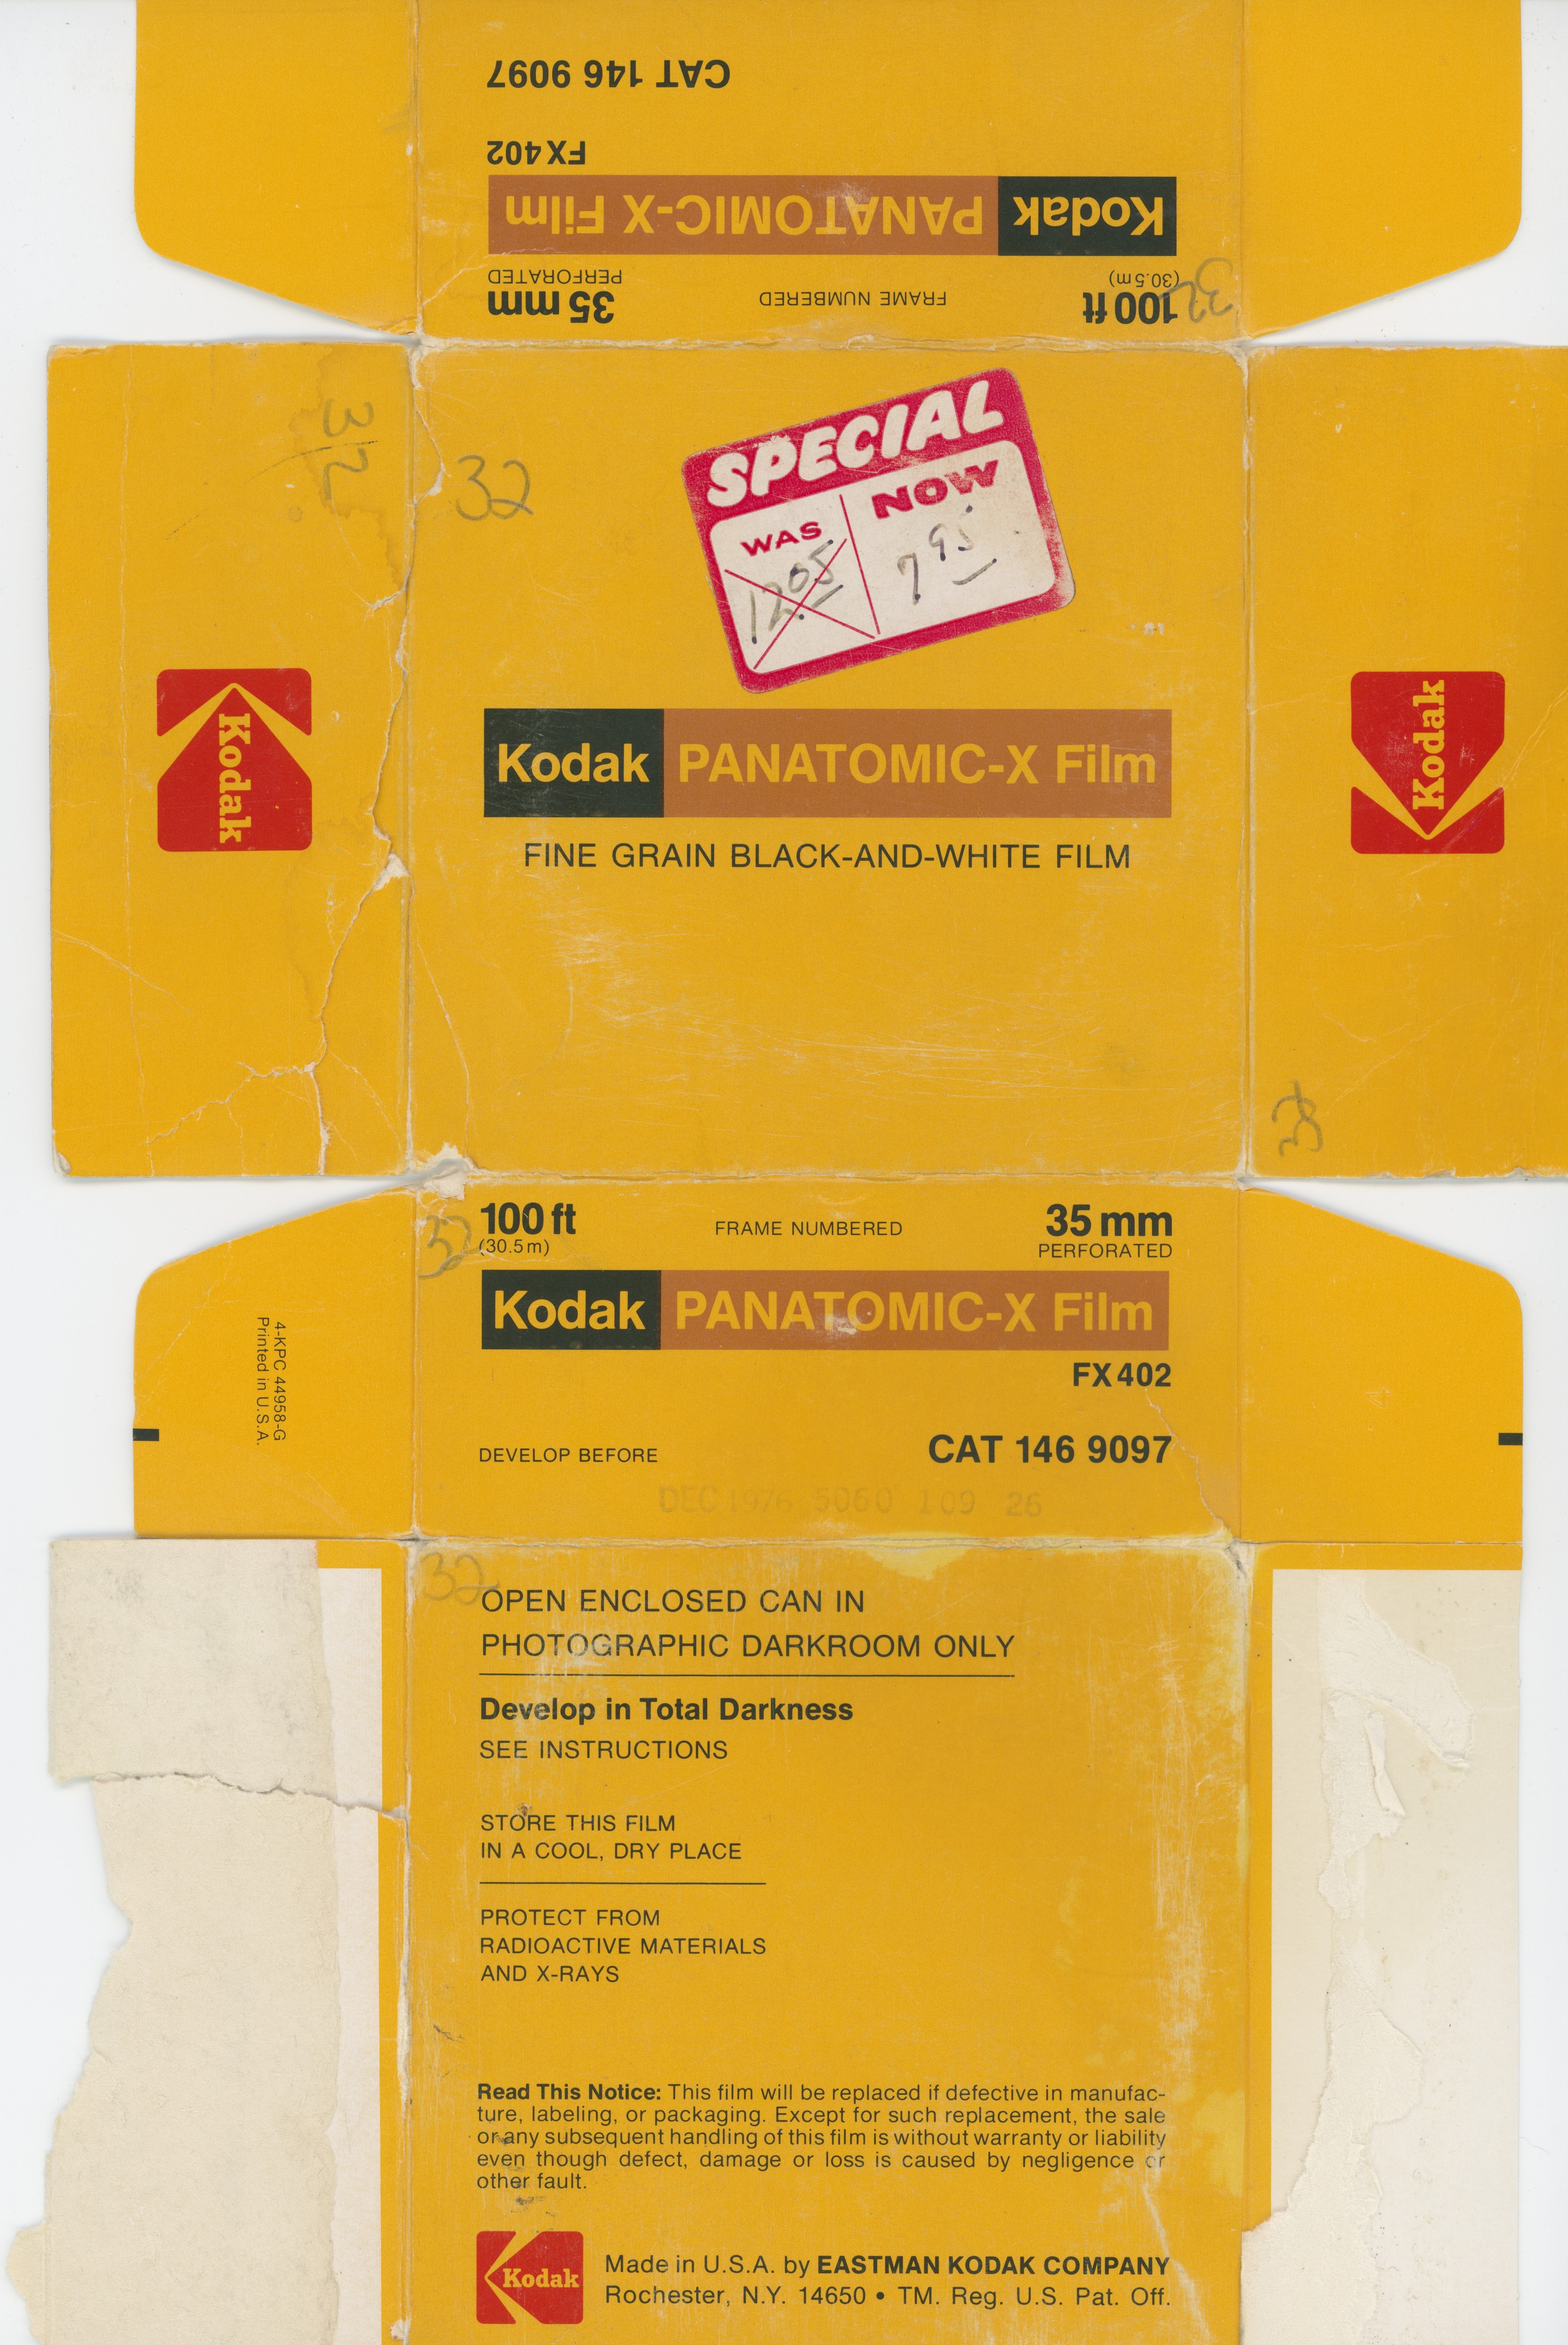 CAT 146 9097
FX402
Kodak PANATOMIC-X Film
100 ft FRAME NUMBERED 35 mm
(30.5 m) PERFORATED
32
32
32
SPECIAL
WAS NOW
12.05 7 95
Kodak
Kodak
Kodak PANATOMIC-X Film
FINE GRAIN BLACK-AND-WHITE FILM
32
32
100 ft FRAME NUMBERED 35 mm
(30.5 m) PERFORATED
Kodak PANATOMIC-X Film
FX402
4-KPC 44958-G
Printed in U.S.A.
DEVELOP BEFORE CAT 146 9097
DEC 1976 5060 109 26
32
OPEN ENCLOSED CAN IN
PHOTOGRAPHIC DARKROOM ONLY
Develop in Total Darkness
SEE INSTRUCTIONS
STORE THIS FILM
IN A COOL, DRY PLACE
PROTECT FROM
RADIOACTIVE MATERIALS
AND X-RAYS
Read This Notice: This film will be replaced if defective in manufac-
ture, labeling, or packaging. Except for such replacement, the sale
or any subsequent handling of this film is without warranty or liability
even though defect, damage or loss is caused by negligence or
other fault.
Kodak
Made in U.S.A. by EASTMAN KODAK COMPANY
Rochester, N.Y. 14650 • TM. Reg. U.S. Pat. Off.